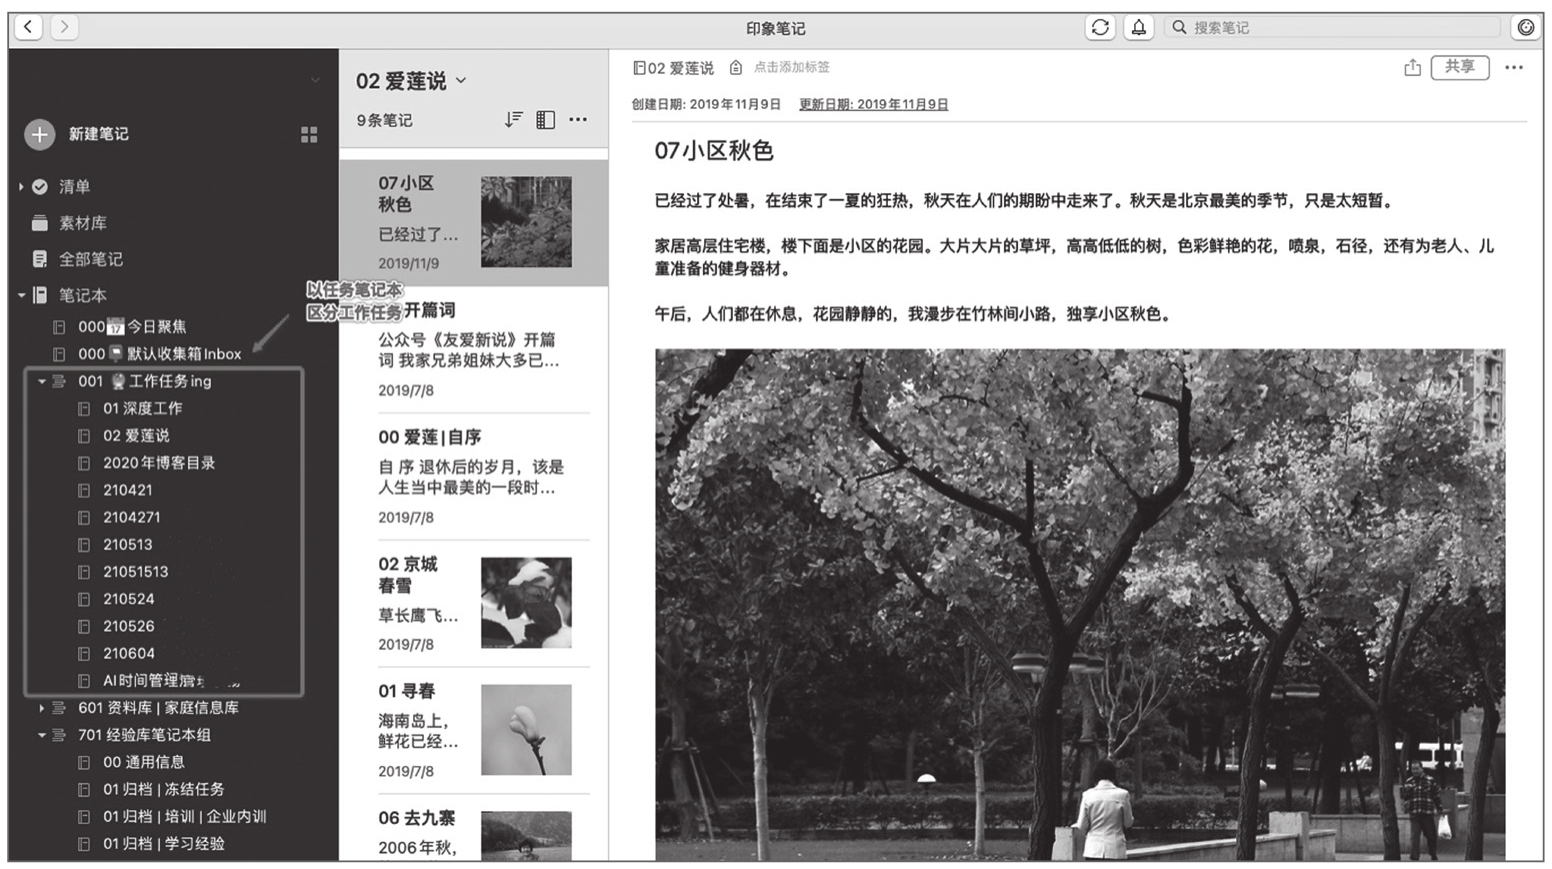 印象笔记
搜索笔记
新建笔记
清单
素材库
全部笔记
笔记本
000 今日聚焦
000 默认收集箱Inbox
001 工作任务ing
01 深度工作
02 爱莲说
2020年博客目录
210421
2104271
210513
21051513
210524
210526
210604
AI时间管理
601 资料库 | 家庭信息库
701 经验库笔记本组
00 通用信息
01 归档 | 冻结任务
01 归档 | 培训 | 企业内训
01 归档 | 学习经验
以任务笔记本
区分工作任务
02 爱莲说
9条笔记
07小区
秋色
已经过了...
2019/11/9
开篇词
公众号《友爱新说》开篇
词 我家兄弟姐妹大多已...
2019/7/8
00 爱莲|自序
自 序 退休后的岁月，该是
人生当中最美的一段时...
2019/7/8
02 京城
春雪
草长鹰飞...
2019/7/8
01 寻春
海南岛上，
鲜花已经...
2019/7/8
06 去九寨
2006年秋，
02 爱莲说
点击添加标签
共享
创建日期: 2019年11月9日 更新日期: 2019年11月9日
07小区秋色
已经过了处暑，在结束了一夏的狂热，秋天在人们的期盼中走来了。秋天是北京最美的季节，只是太短暂。
家居高层住宅楼，楼下面是小区的花园。大片大片的草坪，高高低低的树，色彩鲜艳的花，喷泉，石径，还有为老人、儿
童准备的健身器材。
午后，人们都在休息，花园静静的，我漫步在竹林间小路，独享小区秋色。